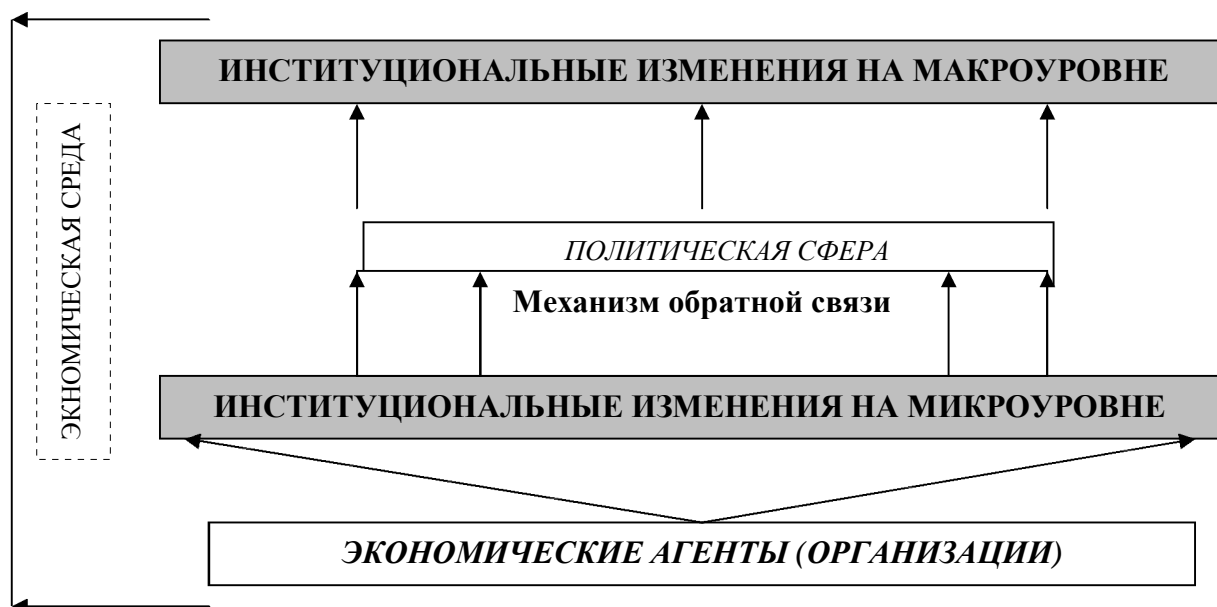 ИНСТИТУЦИОНАЛЬНЫЕ ИЗМЕНЕНИЯ НА МАКРОУРОВНЕ
ЭКНОМИЧЕСКАЯ СРЕДА
ПОЛИТИЧЕСКАЯ СФЕРА
Механизм обратной связи
ИНСТИТУЦИОНАЛЬНЫЕ ИЗМЕНЕНИЯ НА МИКРОУРОВНЕ
ЭКОНОМИЧЕСКИЕ АГЕНТЫ (ОРГАНИЗАЦИИ)